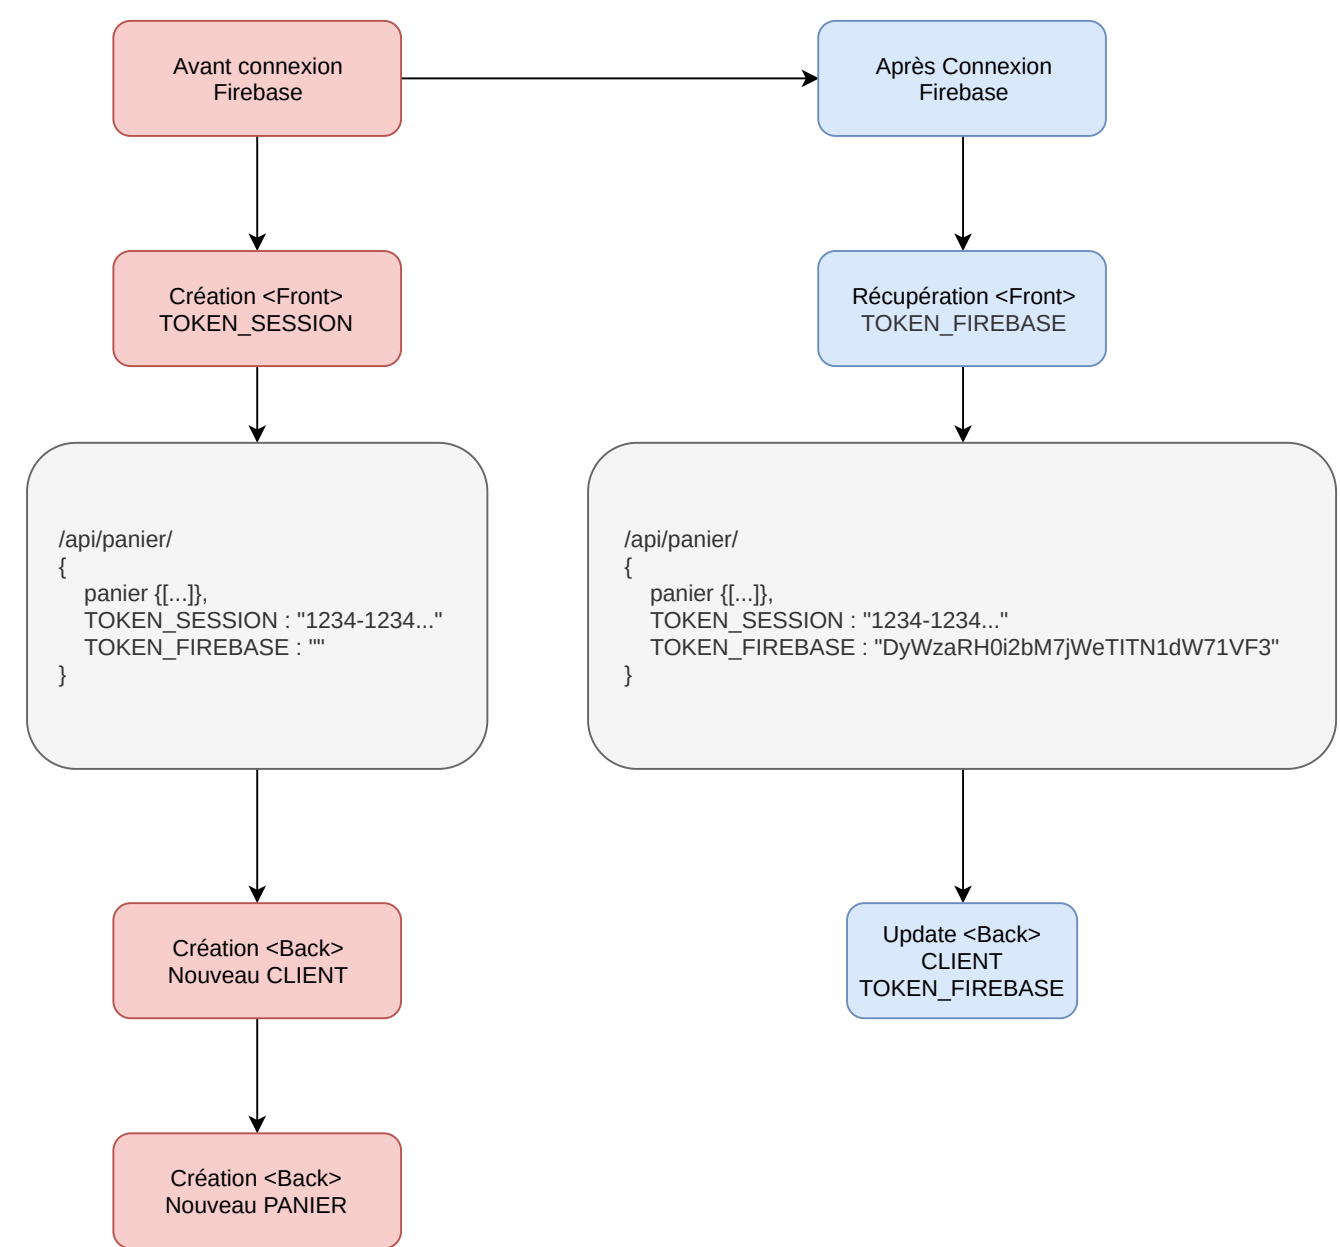 Avant connexion
Firebase
Après Connexion
Firebase
Création <Front>
TOKEN_SESSION
Récupération <Front>
TOKEN_FIREBASE
/api/panier/
{
panier {[...]},
TOKEN_SESSION : "1234-1234..."
TOKEN_FIREBASE : ""
}
/api/panier/
{
panier {[...]},
TOKEN_SESSION : "1234-1234..."
TOKEN_FIREBASE : "DyWzaRH0i2bM7jWeTITN1dW71VF3"
}
Création <Back>
Nouveau CLIENT
Update <Back>
CLIENT
TOKEN_FIREBASE
Création <Back>
Nouveau PANIER